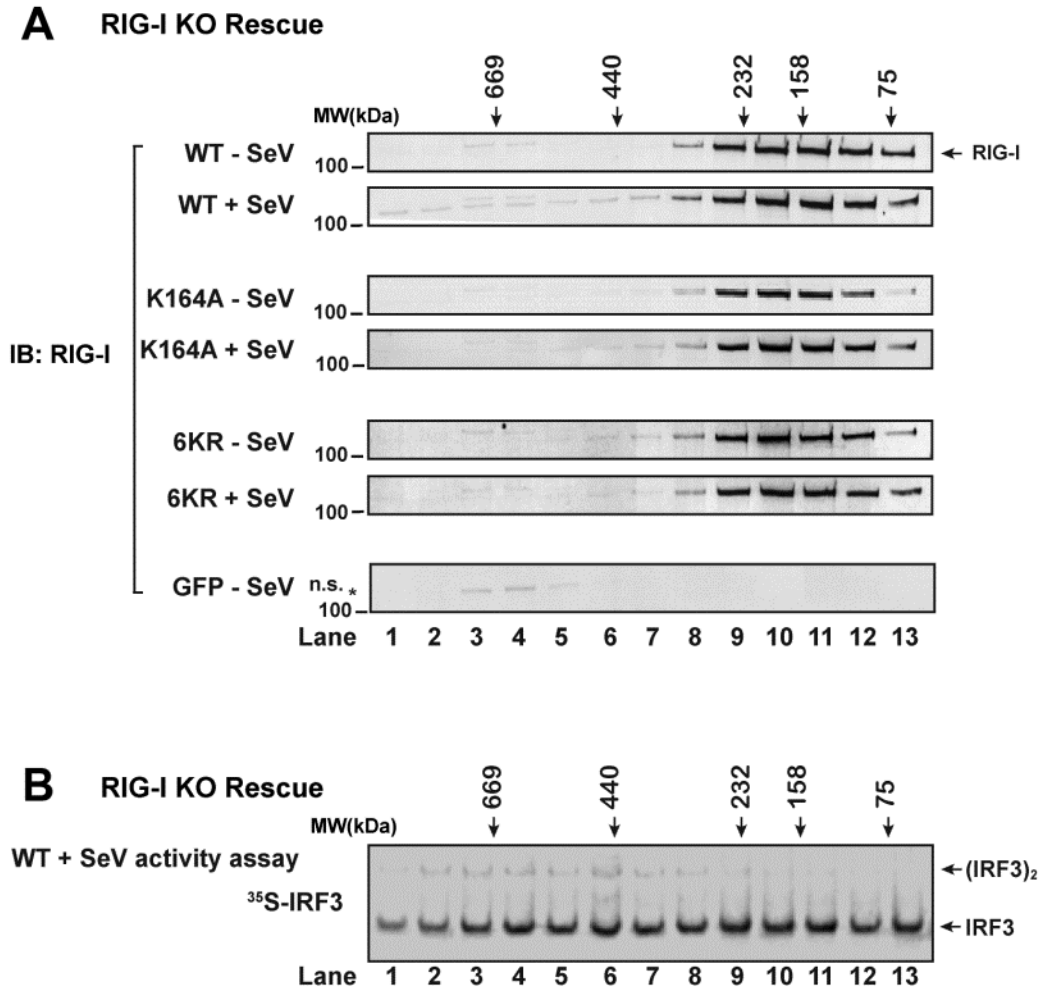 A RIG-I KO Rescue
MW(kDa) 669 440 232 158 75
WT - SeV 100 RIG-I
WT + SeV 100
K164A - SeV 100
IB: RIG-I K164A + SeV 100
6KR - SeV 100
6KR + SeV 100
GFP - SeV n.s. * 100
Lane 1 2 3 4 5 6 7 8 9 10 11 12 13
B RIG-I KO Rescue
MW(kDa) 669 440 232 158 75
WT + SeV activity assay (IRF3)₂
³⁵S-IRF3 IRF3
Lane 1 2 3 4 5 6 7 8 9 10 11 12 13